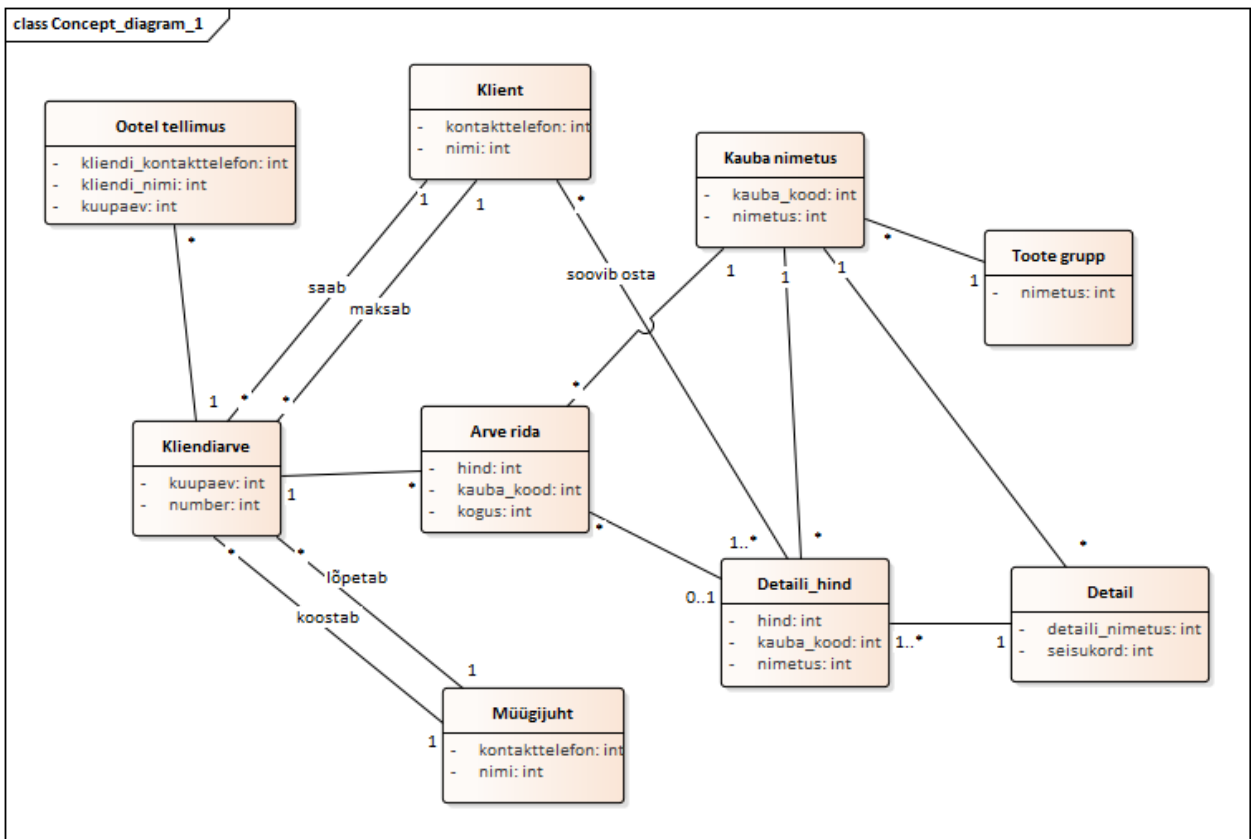 class Concept_diagram_1
Ootel tellimus
- kliendi_kontakttelefon: int
- kliendi_nimi: int
- kuupaev: int
Klient
- kontakttelefon: int
- nimi: int
Kauba nimetus
- kauba_kood: int
- nimetus: int
Toote grupp
- nimetus: int
*
1
1
*
*
1
1
1
*
1
saab
maksab
soovib osta
1
*
*
*
Kliendiarve
- kuupaev: int
- number: int
1
*
Arve rida
- hind: int
- kauba_kood: int
- kogus: int
*
0..1
1..*
*
*
Detaili_hind
- hind: int
- kauba_kood: int
- nimetus: int
1..*
1
Detail
- detaili_nimetus: int
- seisukord: int
*
*
lõpetab
koostab
1
1
Müügijuht
- kontakttelefon: int
- nimi: int